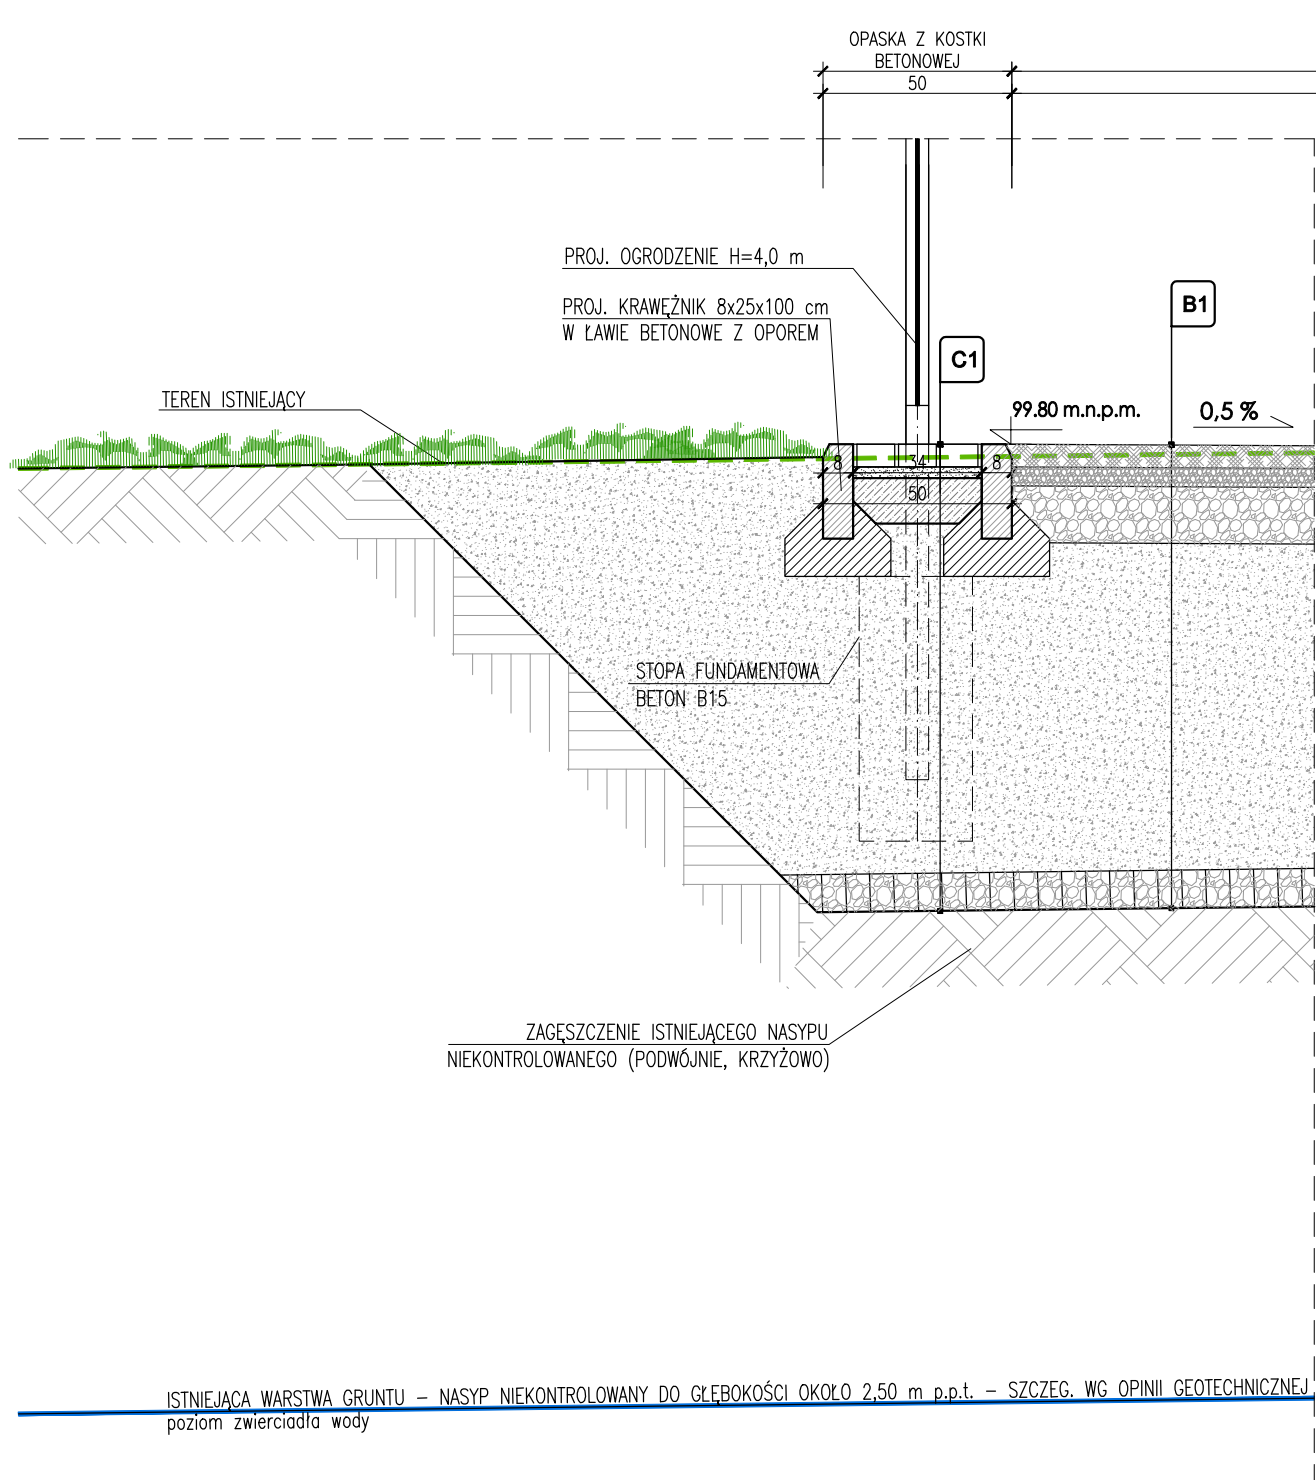 OPASKA Z KOSTKI
BETONOWEJ
50
PROJ. OGRODZENIE H=4,0 m
PROJ. KRAWĘŻNIK 8x25x100 cm
W ŁAWIE BETONOWE Z OPOREM
B1
C1
TEREN ISTNIEJĄCY
99.80 m.n.p.m.
0,5 %
8
34
8
50
STOPA FUNDAMENTOWA
BETON B15
ZAGĘSZCZENIE ISTNIEJĄCEGO NASYPU
NIEKONTROLOWANEGO (PODWÓJNIE, KRZYŻOWO)
ISTNIEJĄCA WARSTWA GRUNTU – NASYP NIEKONTROLOWANY DO GŁĘBOKOŚCI OKOŁO 2,50 m p.p.t. – SZCZEG. WG OPINII GEOTECHNICZNEJ
poziom zwierciadła wody